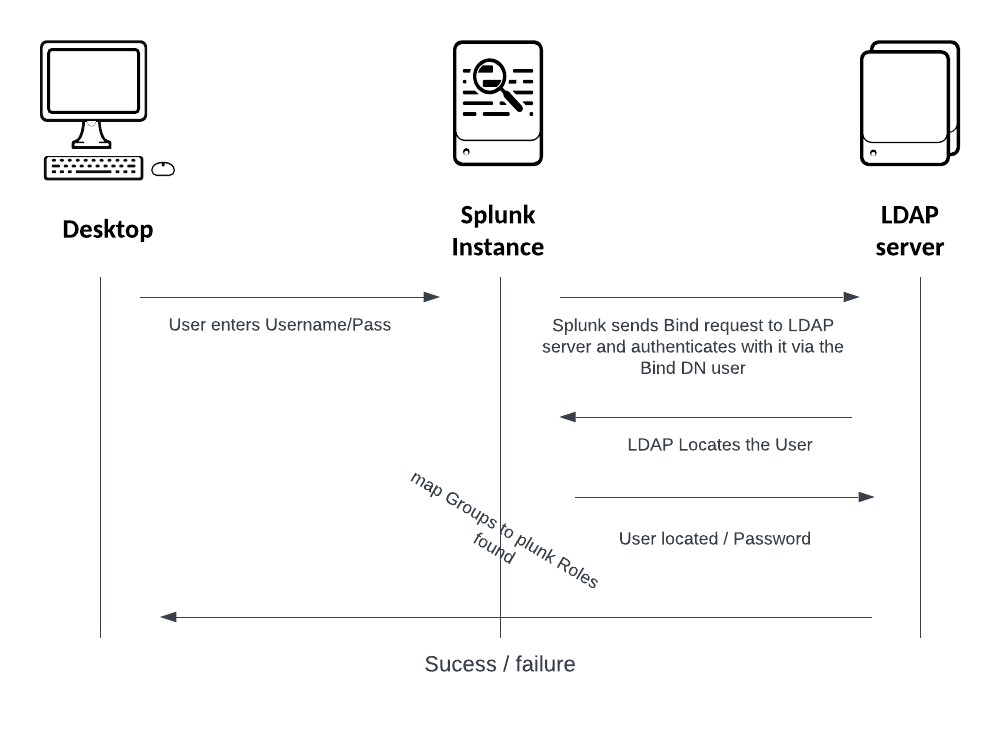 Desktop
Splunk
Instance
LDAP
server
User enters Username/Pass
Splunk sends Bind request to LDAP
server and authenticates with it via the
Bind DN user
LDAP Locates the User
map Groups to plunk Roles
found
User located / Password
Sucess / failure